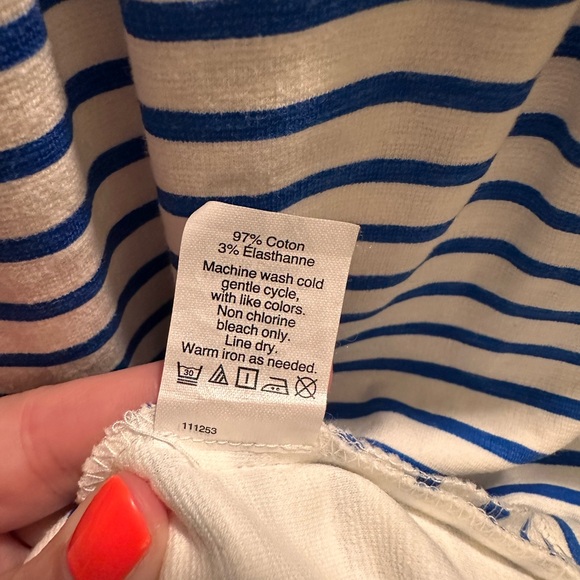 97% Coton
3% Élasthanne
Machine wash cold
gentle cycle,
with like colors.
Non chlorine
bleach only.
Line dry.
Warm iron as needed.
30
111253